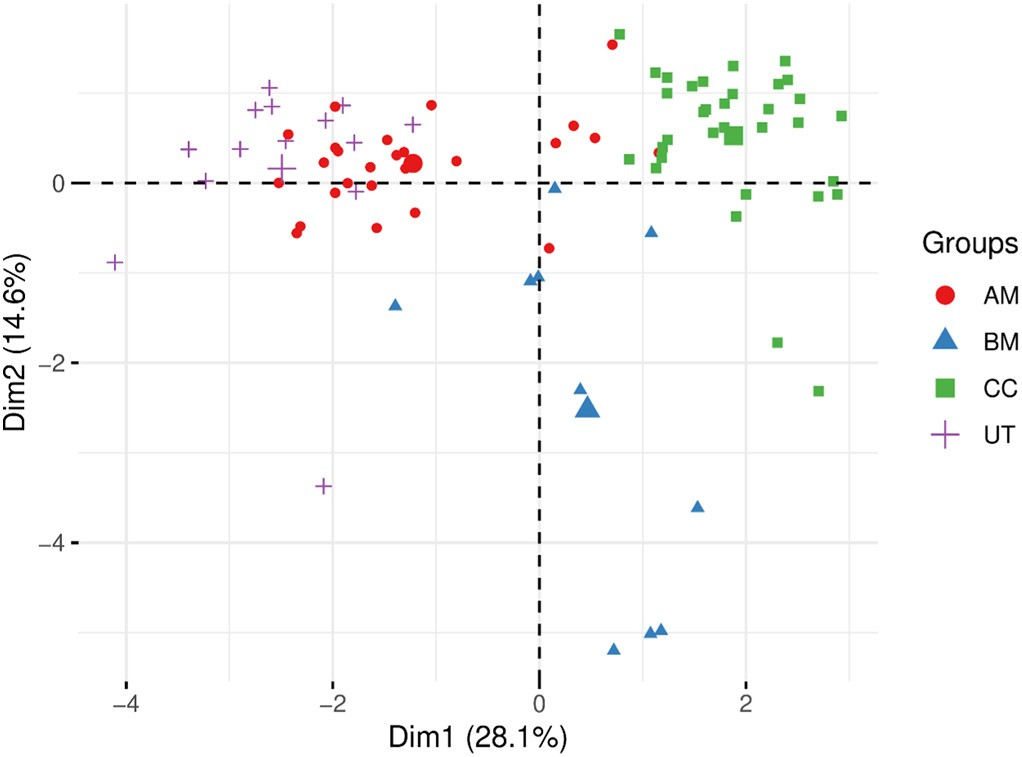 0
−2
−4
Dim2 (14.6%)
−4
−2
0
2
Dim1 (28.1%)
Groups
AM
BM
CC
UT